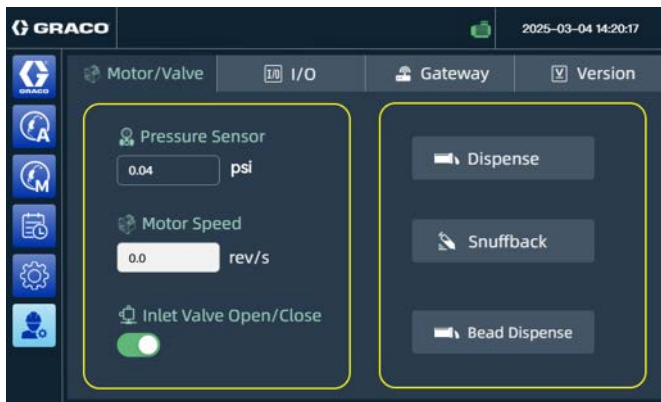 GRACO
2025-03-04 14:20:17
GRACO
Motor/Valve
I/O I/O
Gateway
V Version
A
M
Pressure Sensor
0.04 psi
Motor Speed
0.0 rev/s
Inlet Valve Open/Close
Dispense
Snuffback
Bead Dispense